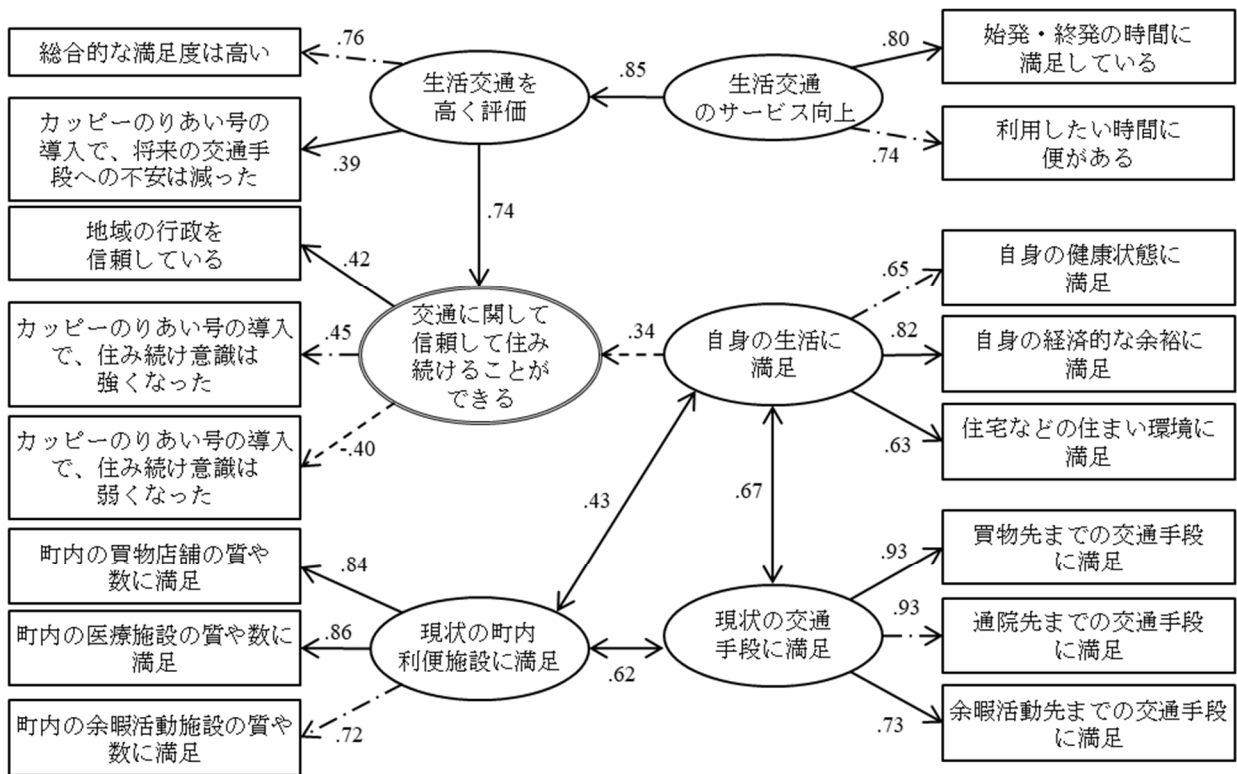 総合的な満足度は高い
.76
カッピーのりあい号の
導入で、将来の交通手
段への不安は減った
.39
生活交通を
高く評価
.85
生活交通
のサービス向上
.80
始発・終発の時間に
満足している
.74
利用したい時間に
便がある
.74
地域の行政を
信頼している
.42
カッピーのりあい号の導入
で、住み続け意識は
強くなった
.45
カッピーのりあい号の導入
で、住み続け意識は
弱くなった
-.40
交通に関して
信頼して住み
続けることが
できる
.34
自身の生活に
満足
.65
自身の健康状態に
満足
.82
自身の経済的な余裕に
満足
.63
住宅などの住まい環境に
満足
.43
.67
町内の買物店舗の質や
数に満足
.84
町内の医療施設の質や数に
満足
.86
町内の余暇活動施設の質や
数に満足
.72
現状の町内
利便施設に満足
.62
現状の交通
手段に満足
.93
買物先までの交通手段
に満足
.93
通院先までの交通手段
に満足
.73
余暇活動先までの交通手段
に満足